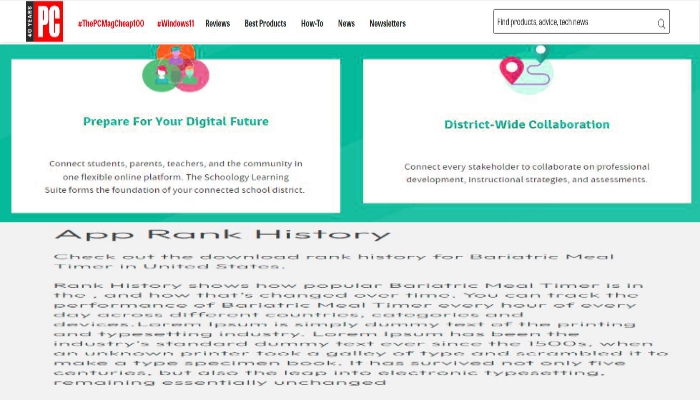 40 YEARS
PC
#ThePCMagCheap100 #Windows11 Reviews Best Products How-To News Newsletters
Find products, advice, tech news
Prepare For Your Digital Future
Connect students, parents, teachers, and the community in
one flexible online platform. The Schoology Learning
Suite forms the foundation of your connected school district.
District-Wide Collaboration
Connect every stakeholder to collaborate on professional
development, instructional strategies, and assessments.
App Rank History
Check out the download rank history for Bariatric Meal
Timer in United States.
Rank History shows how popular Bariatric Meal Timer is in
the , and how that's changed over time. You can track the
performance of Bariatric Meal Timer every hour of every
day across different countries, categories and
devices.Lorem Ipsum is simply dummy text of the printing
and typesetting industry. Lorem Ipsum has been the
industry's standard dummy text ever since the 1500s, when
an unknown printer took a galley of type and scrambled it to
make a type specimen book. It has survived not only five
centuries, but also the leap into electronic typesetting,
remaining essentially unchanged